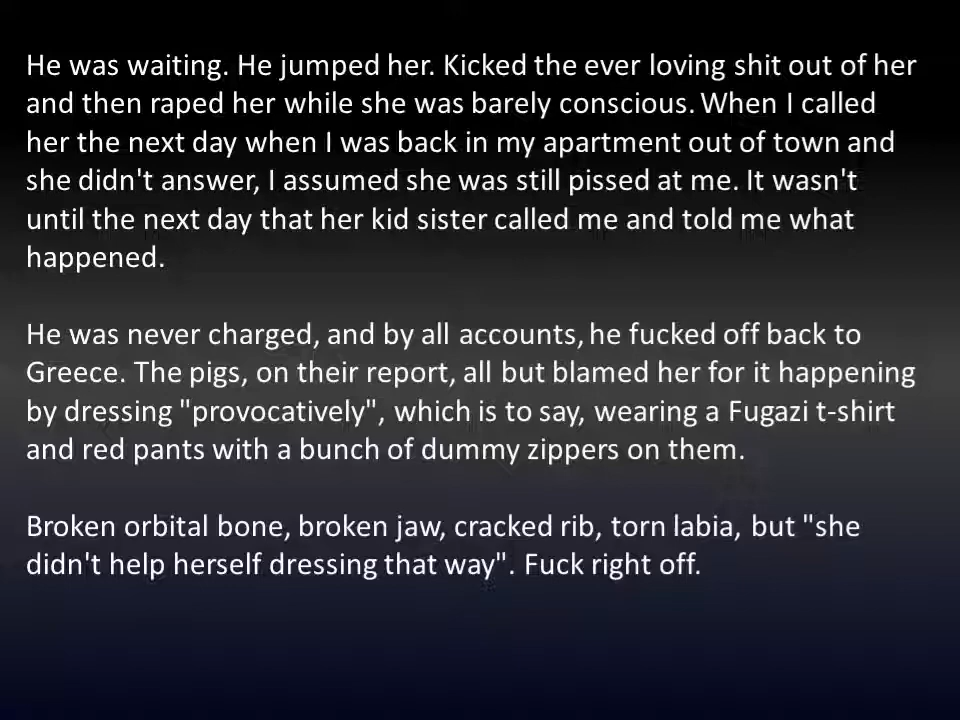 He was waiting. He jumped her. Kicked the ever loving shit out of her
and then raped her while she was barely conscious. When I called
her the next day when I was back in my apartment out of town and
she didn't answer, I assumed she was still pissed at me. It wasn't
until the next day that her kid sister called me and told me what
happened.
He was never charged, and by all accounts, he fucked off back to
Greece. The pigs, on their report, all but blamed her for it happening
by dressing "provocatively", which is to say, wearing a Fugazi t-shirt
and red pants with a bunch of dummy zippers on them.
Broken orbital bone, broken jaw, cracked rib, torn labia, but "she
didn't help herself dressing that way". Fuck right off.